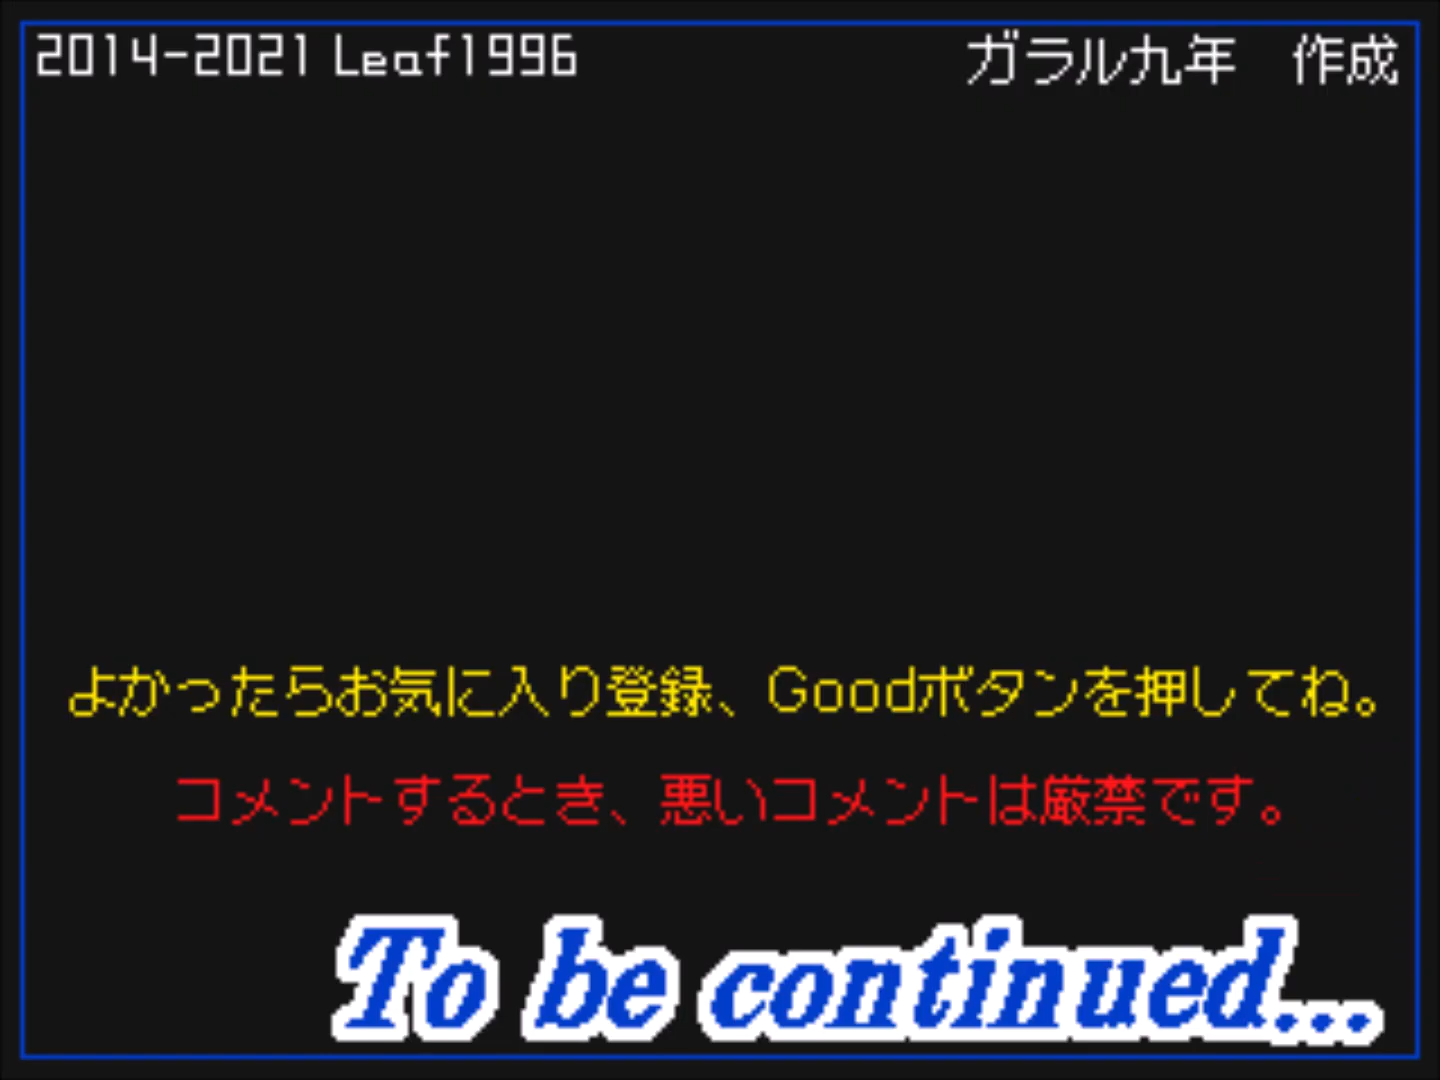 2014-2021 Leaf1996
ガラル九年　作成
よかったらお気に入り登録、Goodボタンを押してね。
コメントするとき、悪いコメントは厳禁です。
To be continued...